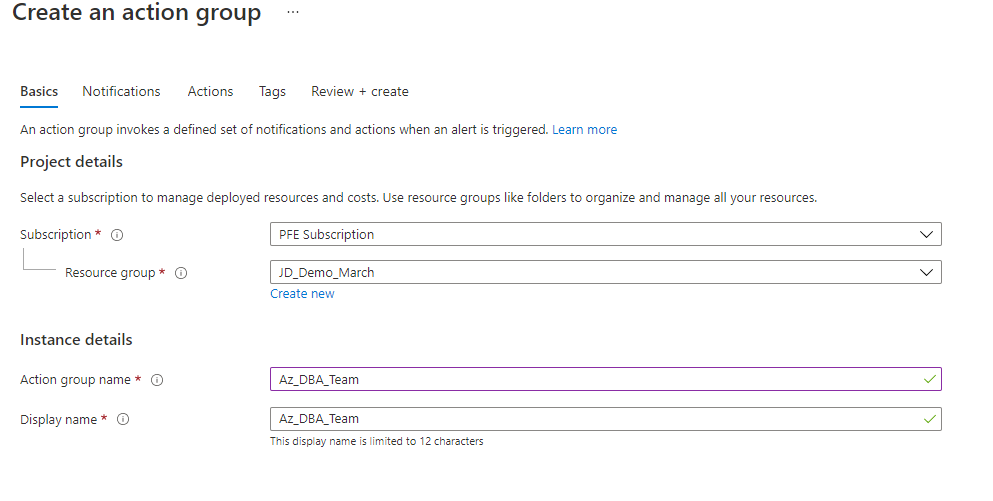 Create an action group ...
Basics Notifications Actions Tags Review + create
An action group invokes a defined set of notifications and actions when an alert is triggered. Learn more
Project details
Select a subscription to manage deployed resources and costs. Use resource groups like folders to organize and manage all your resources.
Subscription * PFE Subscription
Resource group * JD_Demo_March
Create new
Instance details
Action group name * Az_DBA_Team
Display name * Az_DBA_Team
This display name is limited to 12 characters